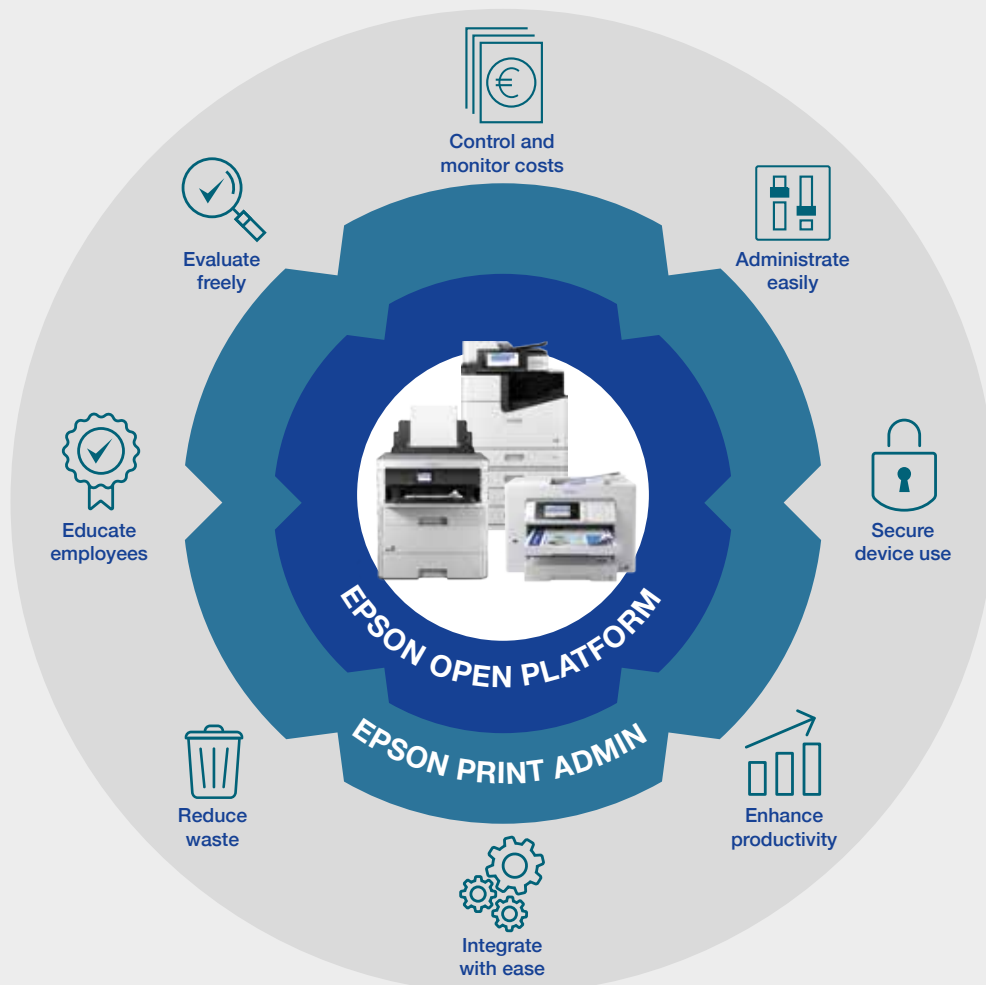 €
Control and
monitor costs
Evaluate
freely
Administrate
easily
Educate
employees
Secure
device use
EPSON OPEN PLATFORM
EPSON PRINT ADMIN
Reduce
waste
Enhance
productivity
Integrate
with ease